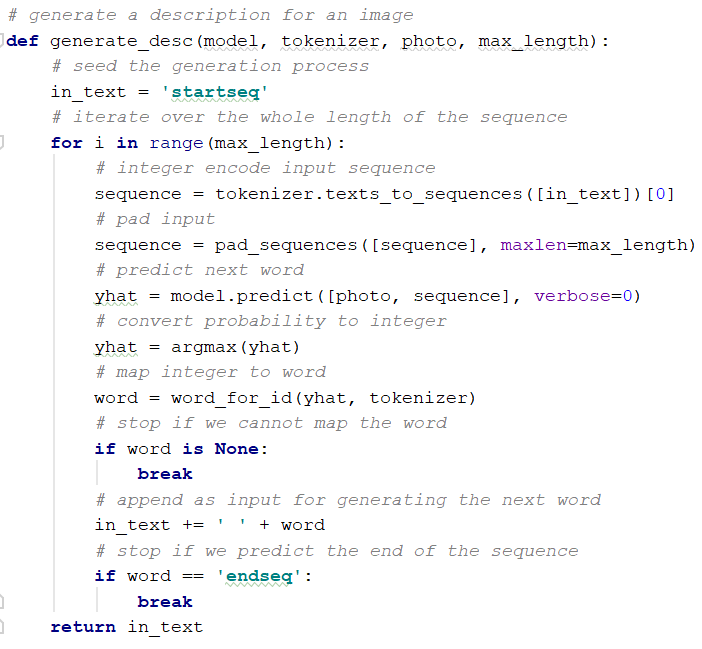 # generate a description for an image
def generate_desc(model, tokenizer, photo, max_length):
    # seed the generation process
    in_text = 'startseq'
    # iterate over the whole length of the sequence
    for i in range(max_length):
        # integer encode input sequence
        sequence = tokenizer.texts_to_sequences([in_text])[0]
        # pad input
        sequence = pad_sequences([sequence], maxlen=max_length)
        # predict next word
        yhat = model.predict([photo, sequence], verbose=0)
        # convert probability to integer
        yhat = argmax(yhat)
        # map integer to word
        word = word_for_id(yhat, tokenizer)
        # stop if we cannot map the word
        if word is None:
            break
        # append as input for generating the next word
        in_text += ' ' + word
        # stop if we predict the end of the sequence
        if word == 'endseq':
            break
    return in_text